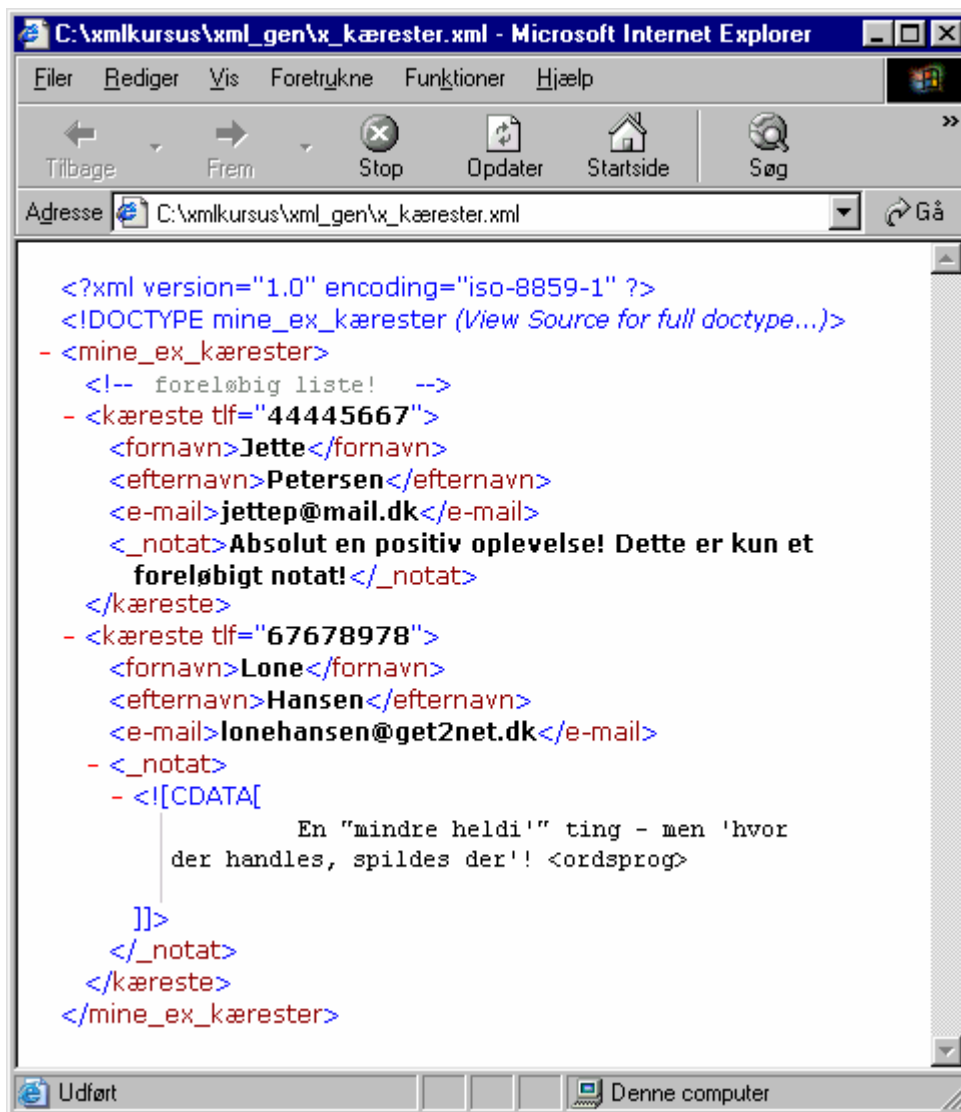 C:\xmlkursus\xml_gen\x_kærester.xml - Microsoft Internet Explorer
Filer Rediger Vis Foretrukne Funktioner Hjælp
Tilbage Frem Stop Opdater Startside Søg »
Adresse C:\xmlkursus\xml_gen\x_kærester.xml Gå
<?xml version="1.0" encoding="iso-8859-1" ?>
<!DOCTYPE mine_ex_kærester (View Source for full doctype...)>
- <mine_ex_kærester>
<!-- foreløbig liste! -->
- <kæreste tlf="44445667">
<fornavn>Jette</fornavn>
<efternavn>Petersen</efternavn>
<e-mail>jettep@mail.dk</e-mail>
<_notat>Absolut en positiv oplevelse! Dette er kun et
foreløbigt notat!</_notat>
</kæreste>
- <kæreste tlf="67678978">
<fornavn>Lone</fornavn>
<efternavn>Hansen</efternavn>
<e-mail>lonehansen@get2net.dk</e-mail>
- <_notat>
- <![CDATA[
En "mindre heldi'" ting - men 'hvor
der handles, spildes der'! <ordsprog>
]]>
</_notat>
</kæreste>
</mine_ex_kærester>
Udført Denne computer